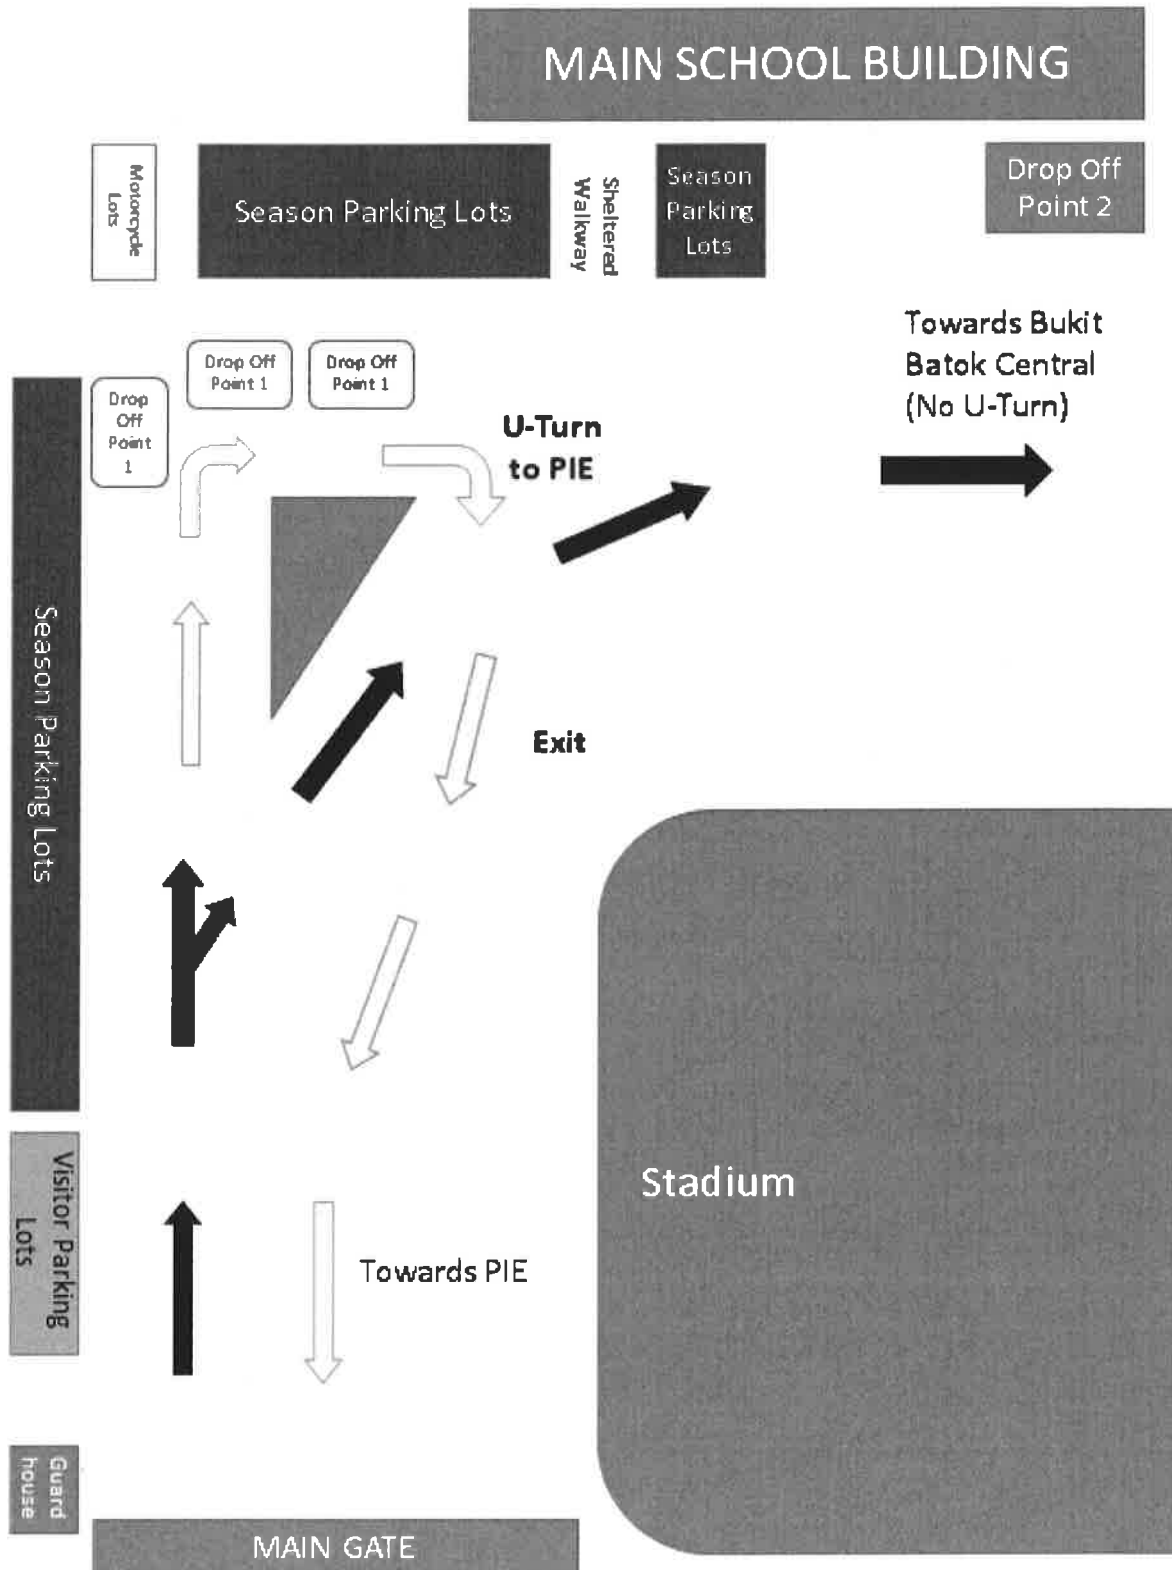 MAIN SCHOOL BUILDING
Motorcycle
Lots
Season Parking Lots
Sheltered
Walkway
Season
Parking
Lots
Drop Off
Point 2
Towards Bukit
Batok Central
(No U-Turn)
Drop
Off
Point
1
Drop Off
Point 1
Drop Off
Point 1
U-Turn
to PIE
Season Parking Lots
Exit
Visitor Parking
Lots
Stadium
Towards PIE
Guard
house
MAIN GATE